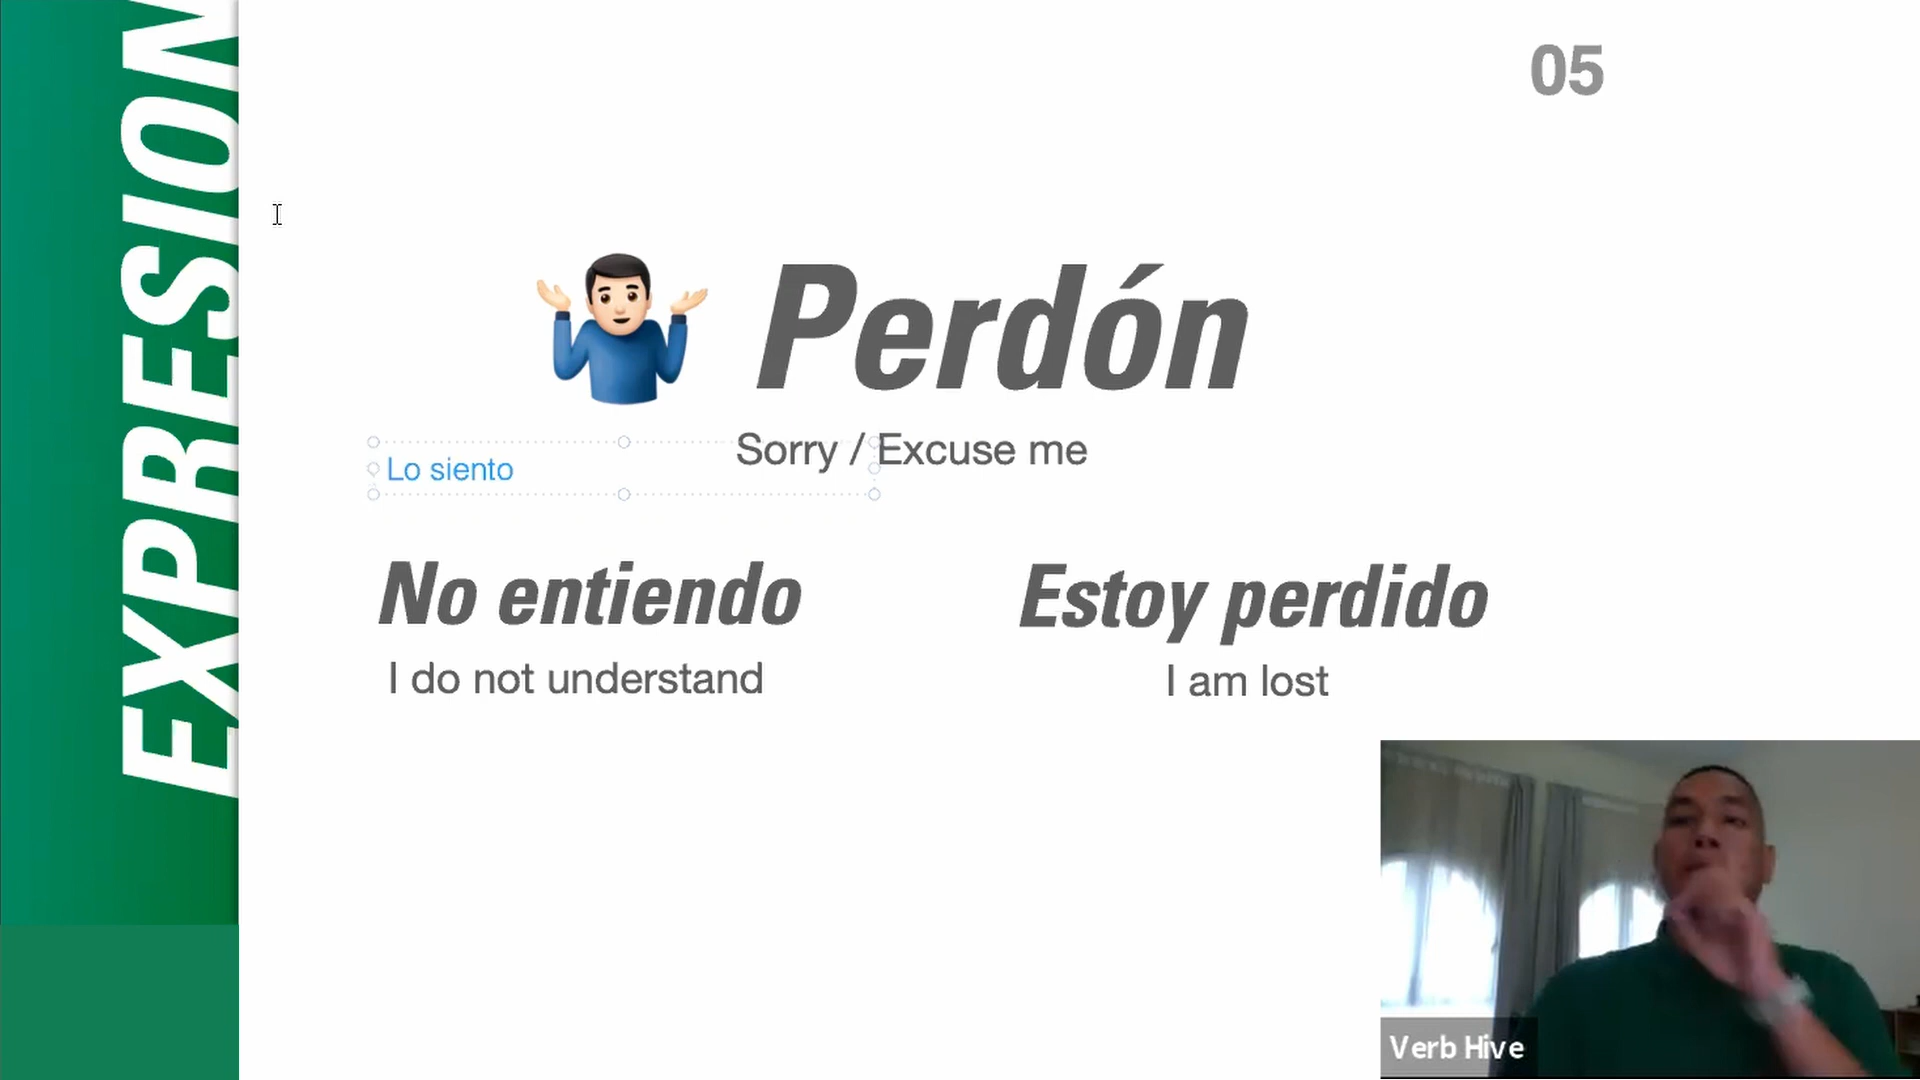 EXPRESION
05
Perdón
Sorry / Excuse me
Lo siento
No entiendo
I do not understand
Estoy perdido
I am lost
Verb Hive